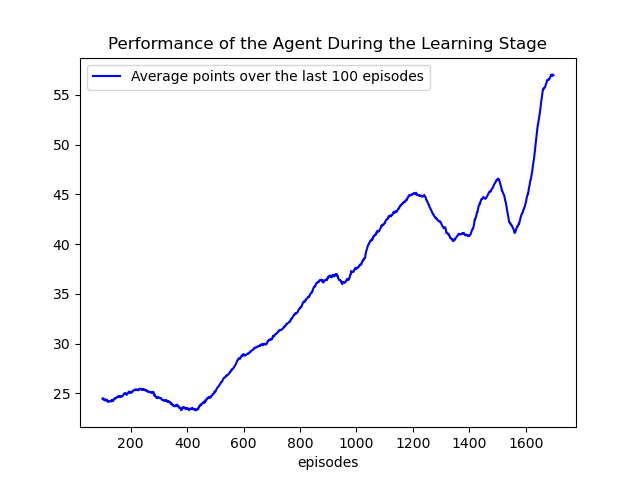 Performance of the Agent During the Learning Stage
Average points over the last 100 episodes
55
50
45
40
35
30
25
200 400 600 800 1000 1200 1400 1600
episodes